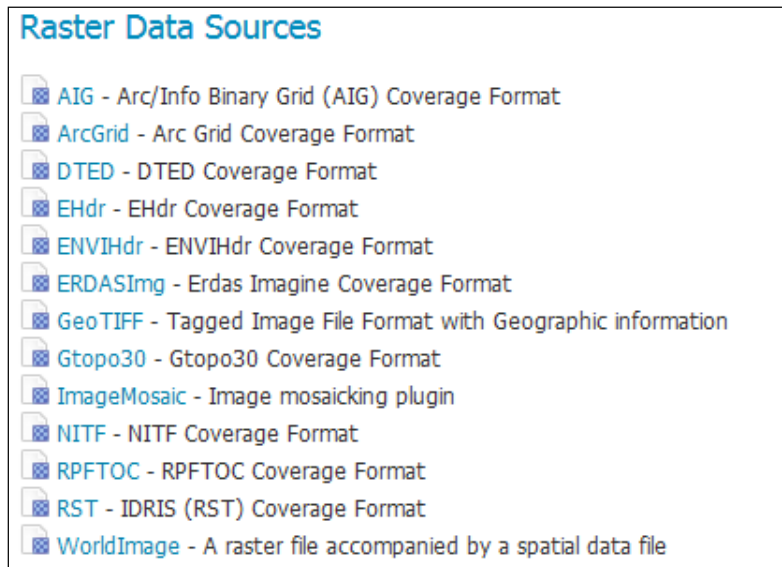 Raster Data Sources
AIG - Arc/Info Binary Grid (AIG) Coverage Format
ArcGrid - Arc Grid Coverage Format
DTED - DTED Coverage Format
EHdr - EHdr Coverage Format
ENVIHdr - ENVIHdr Coverage Format
ERDASImg - Erdas Imagine Coverage Format
GeoTIFF - Tagged Image File Format with Geographic information
Gtopo30 - Gtopo30 Coverage Format
ImageMosaic - Image mosaicking plugin
NITF - NITF Coverage Format
RPFTOC - RPFTOC Coverage Format
RST - IDRIS (RST) Coverage Format
WorldImage - A raster file accompanied by a spatial data file